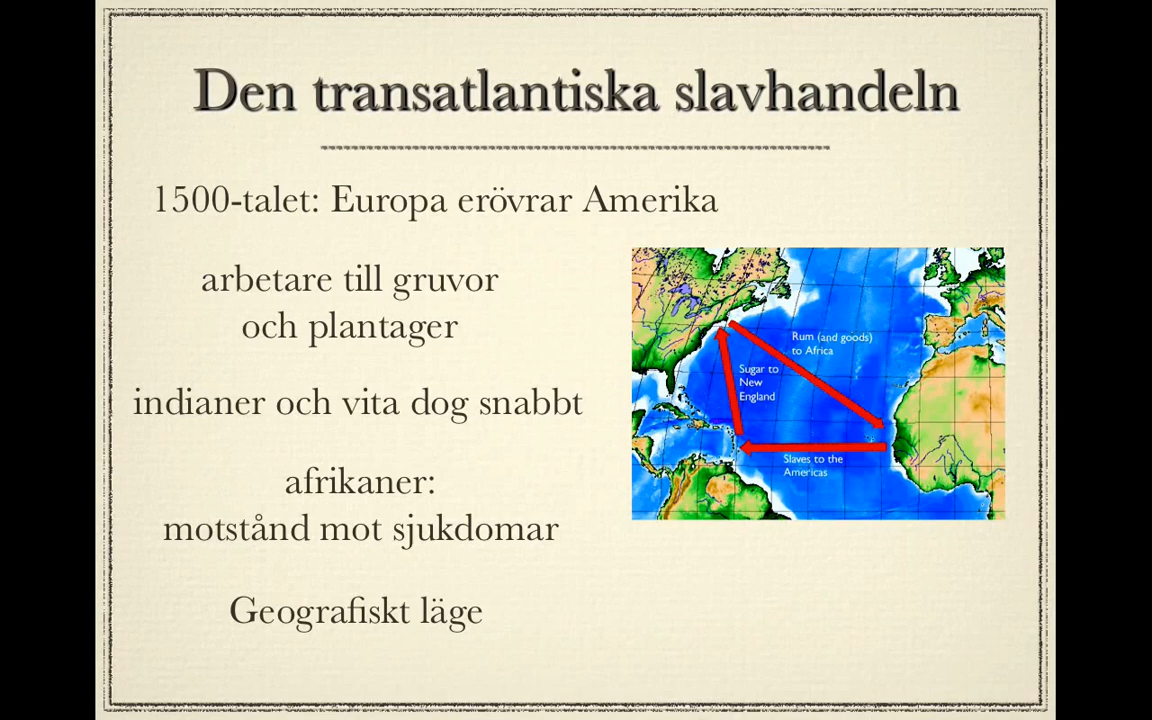 Den transatlantiska slavhandeln
1500-talet: Europa erövrar Amerika
arbetare till gruvor
och plantager
indianer och vita dog snabbt
afrikaner:
motstånd mot sjukdomar
Geografiskt läge
Rum (and goods)
to Africa
Sugar to
New
England
Slaves to the
Americas